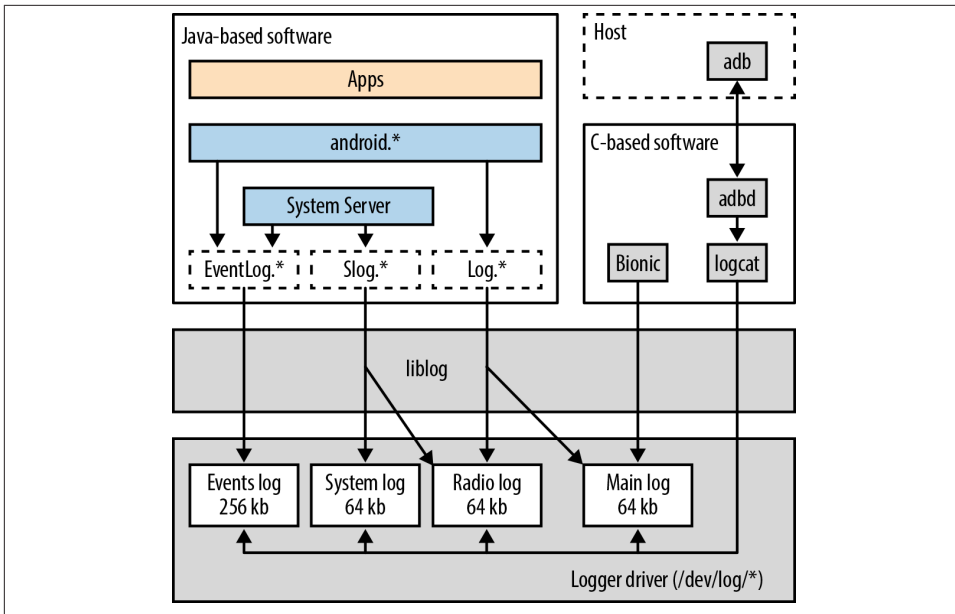 Java-based software
Apps
android.*
System Server
EventLog.*
Slog.*
Log.*
Host
adb
C-based software
adbd
Bionic
logcat
liblog
Events log
256 kb
System log
64 kb
Radio log
64 kb
Main log
64 kb
Logger driver (/dev/log/*)